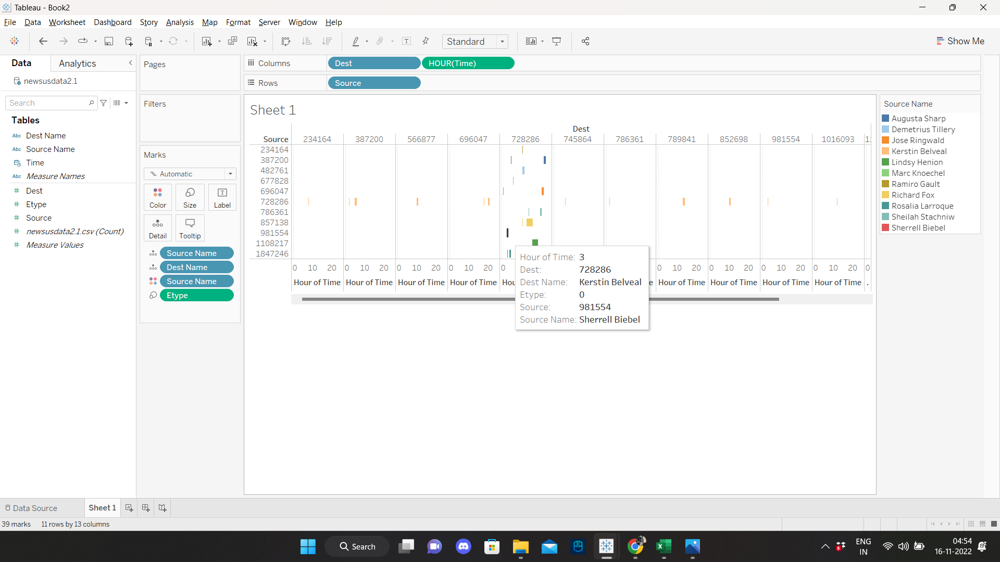 Tableau - Book2
File Data Worksheet Dashboard Story Analysis Map Format Server Window Help
Standard
Show Me
Data Analytics
newsusdata2.1
Search
Tables
Abc Dest Name
Abc Source Name
Time
Abc Measure Names
Dest
Etype
Source
newsusdata2.1.csv (Count)
Measure Values
Pages
Filters
Marks
Automatic
Color Size Label
Detail Tooltip
Source Name
Dest Name
Source Name
Etype
Columns Dest HOUR(Time)
Rows Source
Sheet 1
Dest
Source 234164 387200 566877 696047 728286 745864 786361 789841 852698 981554 1016093
234164
387200
482761
677828
696047
728286
786361
857138
981554
1108217
1847246
0 10 20 0 10 20 0 10 20 0 10 20 0 0 10 20 0 10 20 0 10 20 0 10 20 0
Hour of Time Hour of Time Hour of Time Hour of Time Hou e Hour of Time Hour of Time Hour of Time Hour of Time .
Hour of Time: 3
Dest: 728286
Dest Name: Kerstin Belveal
Etype: 0
Source: 981554
Source Name: Sherrell Biebel
Source Name
Augusta Sharp
Demetrius Tillery
Jose Ringwald
Kerstin Belveal
Lindsy Henion
Marc Knoechel
Ramiro Gault
Richard Fox
Rosalia Larroque
Sheilah Stachniw
Sherrell Biebel
Data Source Sheet 1
39 marks 11 rows by 13 columns
Search
6
ENG
IN
04:54
16-11-2022